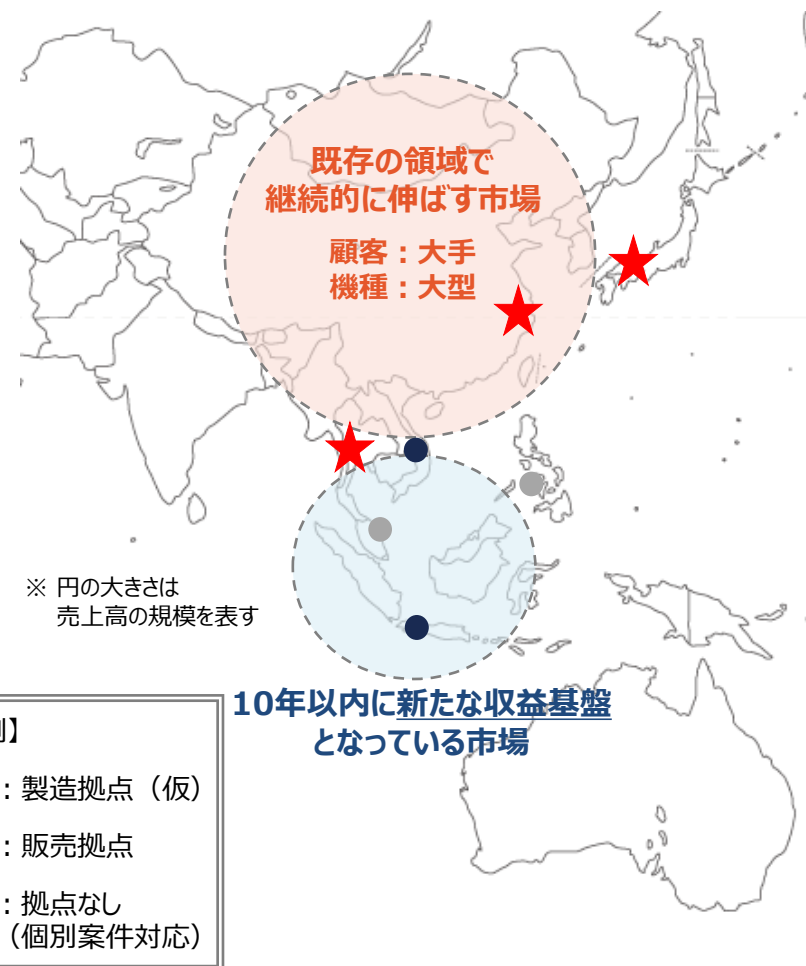 既存の領域で
継続的に伸ばす市場
顧客：大手
機種：大型
※ 円の大きさは
売上高の規模を表す
10年以内に新たな収益基盤
となっている市場
】
：製造拠点（仮）
：販売拠点
：拠点なし
（個別案件対応）